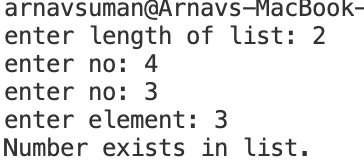 arnavsuman@Arnavs-MacBook-
enter length of list: 2
enter no: 4
enter no: 3
enter element: 3
Number exists in list.